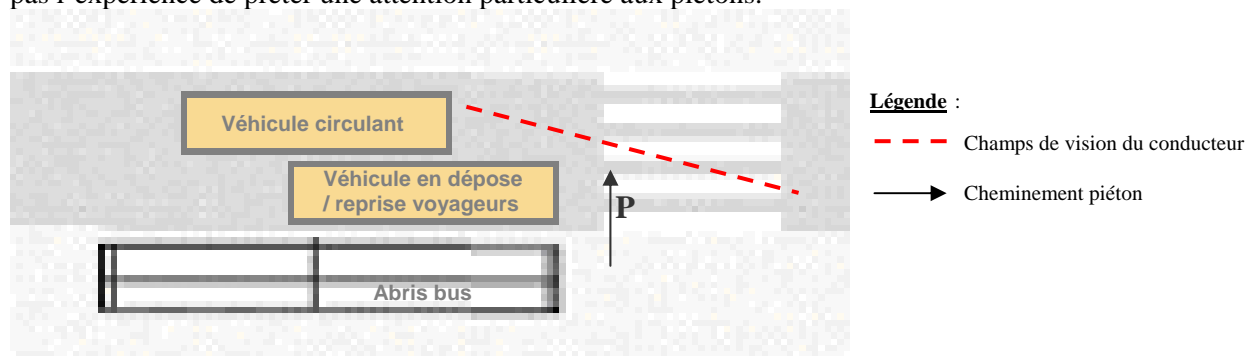 pas l'expérience de prêter une attention particulière aux piétons.
Véhicule circulant
Véhicule en dépose
/ reprise voyageurs
P
Abris bus
Légende :
Champs de vision du conducteur
Cheminement piéton